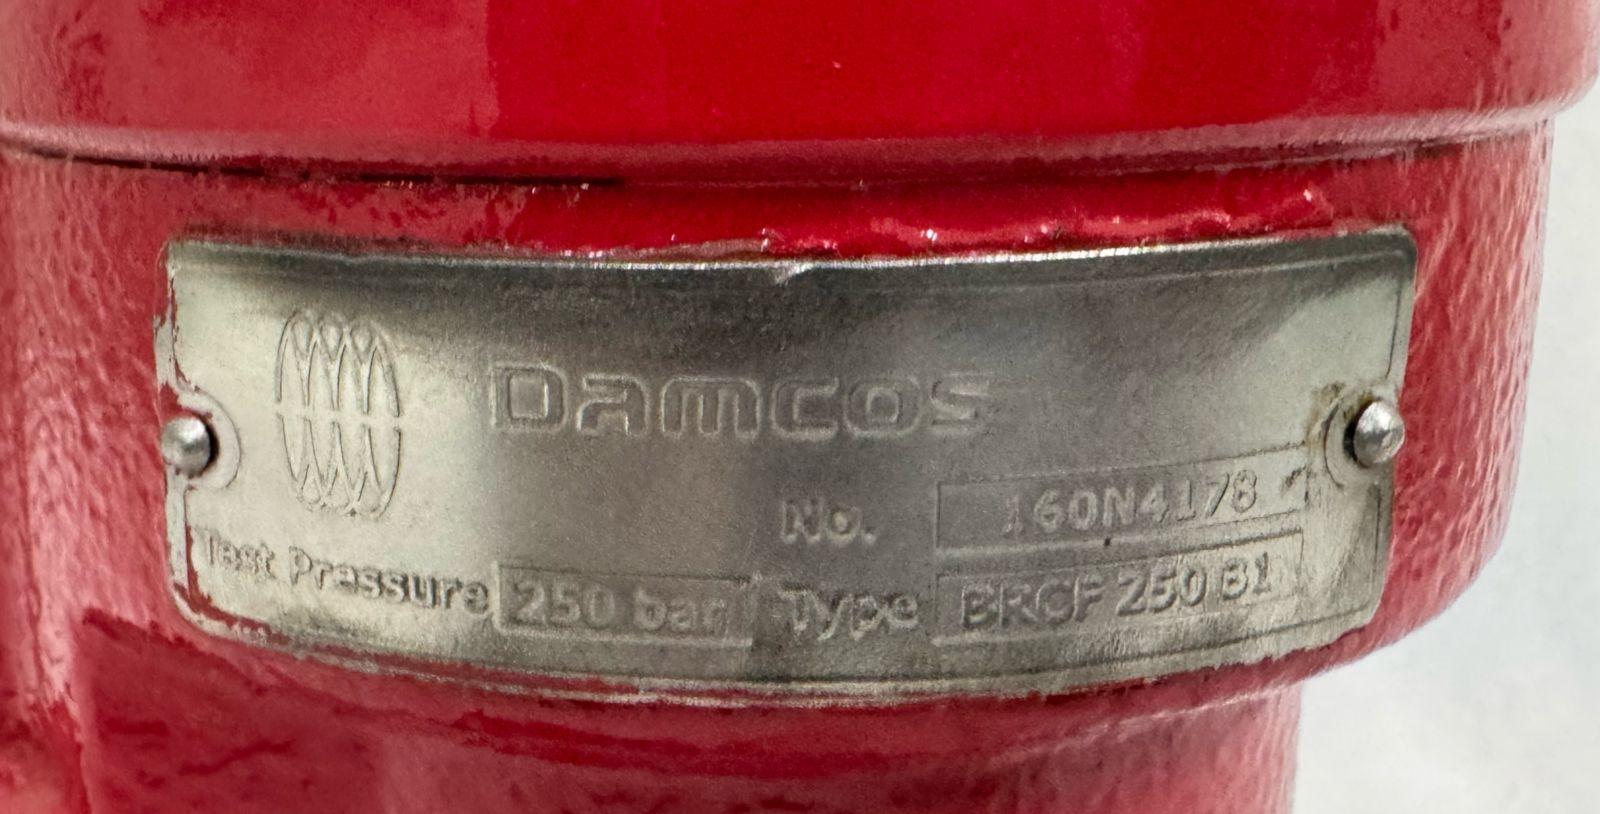 Damcos
No. 160N4178
Test Pressure 250 bar Type BRCF 250 B1